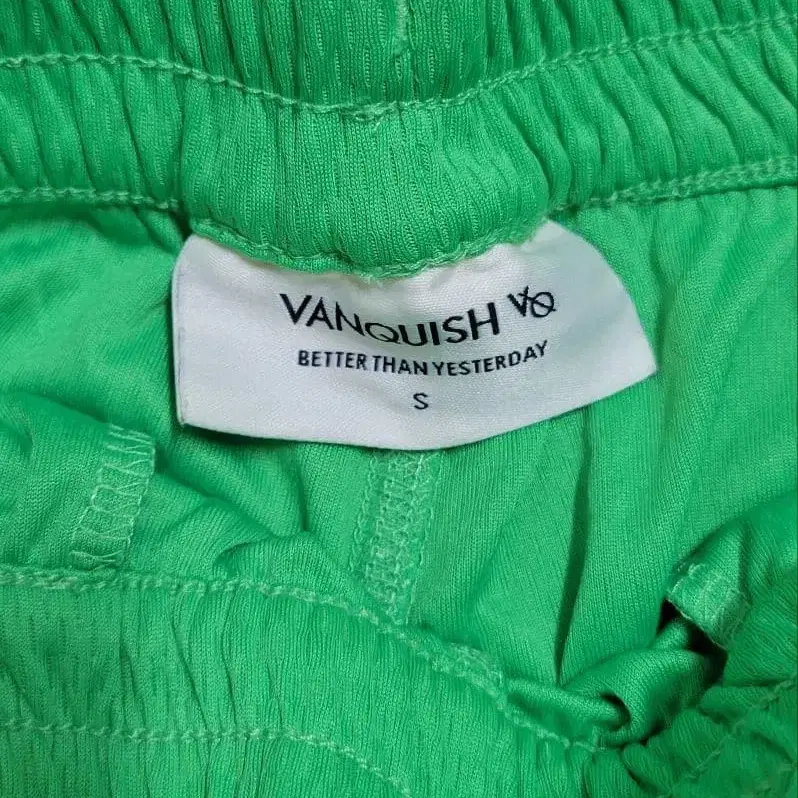 VANQUISH VQ
BETTER THAN YESTERDAY
S